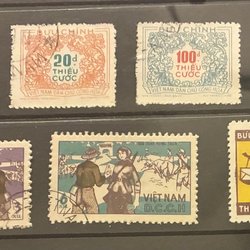 BƯU CHÍNH
20đ
THIẾU
CƯỚC
VIỆT NAM DÂN CHỦ CỘNG HÒA
BƯU CHÍNH
100đ
THIẾU
CƯỚC
VIỆT NAM DÂN CHỦ CỘNG HÒA
VIỆT NAM
D.C.C.H